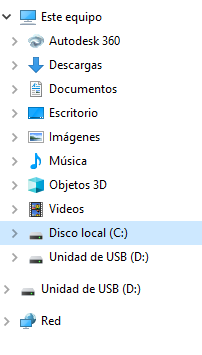 Este equipo
Autodesk 360
Descargas
Documentos
Escritorio
Imágenes
Música
Objetos 3D
Videos
Disco local (C:)
Unidad de USB (D:)
Unidad de USB (D:)
Red